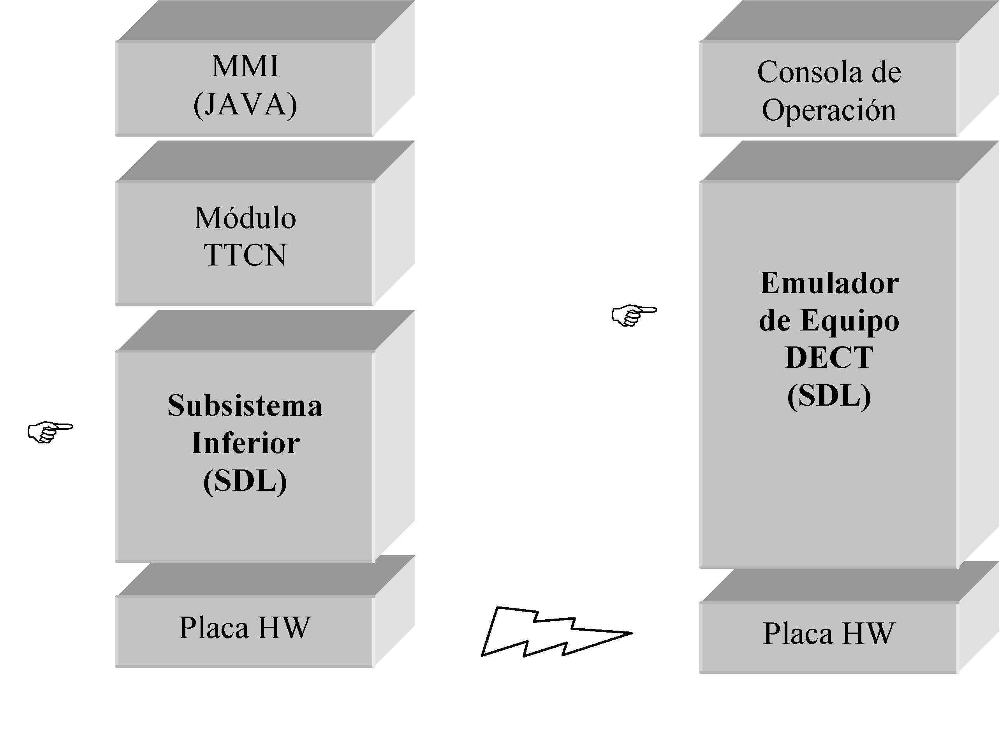 MMI
(JAVA)
Módulo
TTCN
Subsistema
Inferior
(SDL)
Placa HW
Consola de
Operación
Emulador
de Equipo
DECT
(SDL)
Placa HW